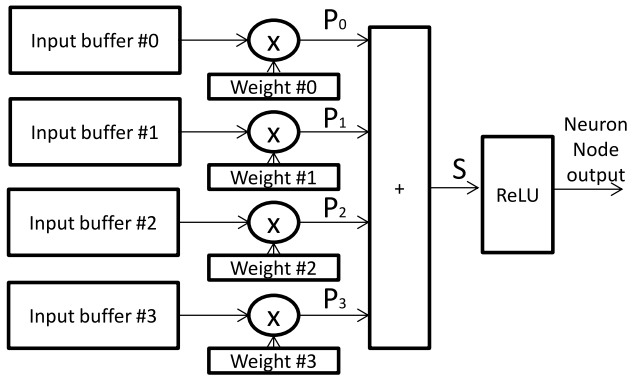 Input buffer #0
x
P0
Weight #0
Input buffer #1
x
P1
Weight #1
Input buffer #2
x
P2
Weight #2
Input buffer #3
x
P3
Weight #3
+
S
ReLU
Neuron
Node
output